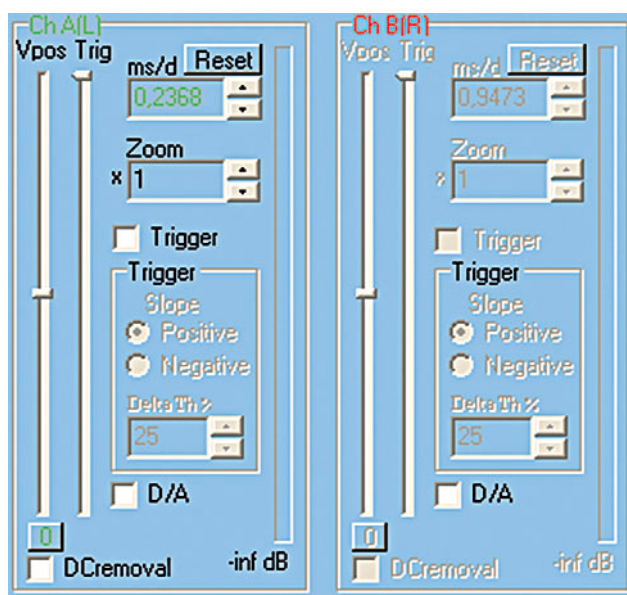 Ch A(L)
Vpos Trig
ms/d Reset
0,2368
Zoom
x 1
Trigger
Trigger
Slope
Positive
Negative
Delta Th %
25
D/A
0
DCremoval -inf dB
Ch B(R)
Vpos Trig
ms/d Reset
0,9473
Zoom
x 1
Trigger
Trigger
Slope
Positive
Negative
Delta Th %
25
D/A
0
DCremoval -inf dB